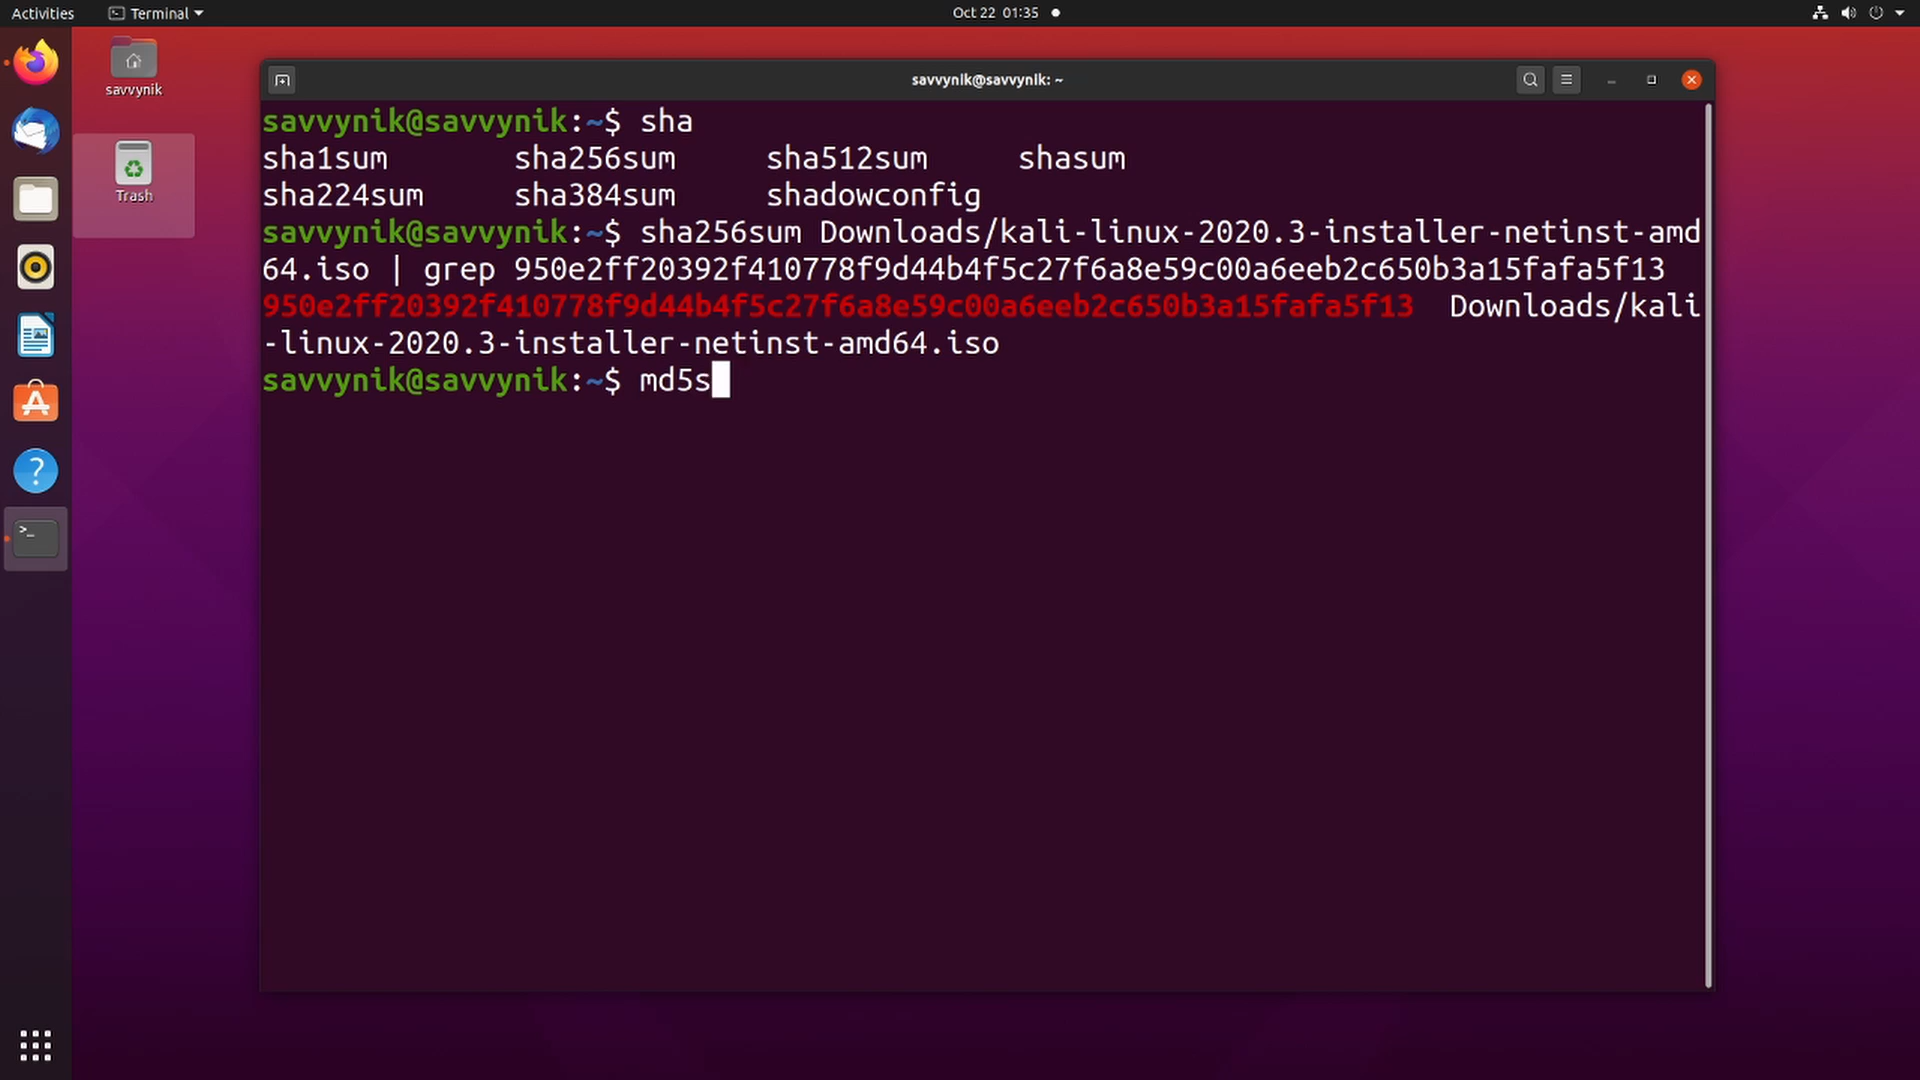 Activities Terminal Oct 22 01:35
savvynik
Trash
savvynik@savvynik: ~
savvynik@savvynik:~$ sha
sha1sum sha256sum sha512sum shasum
sha224sum sha384sum shadowconfig
savvynik@savvynik:~$ sha256sum Downloads/kali-linux-2020.3-installer-netinst-amd
64.iso | grep 950e2ff20392f410778f9d44b4f5c27f6a8e59c00a6eeb2c650b3a15fafa5f13
950e2ff20392f410778f9d44b4f5c27f6a8e59c00a6eeb2c650b3a15fafa5f13 Downloads/kali
-linux-2020.3-installer-netinst-amd64.iso
savvynik@savvynik:~$ md5s